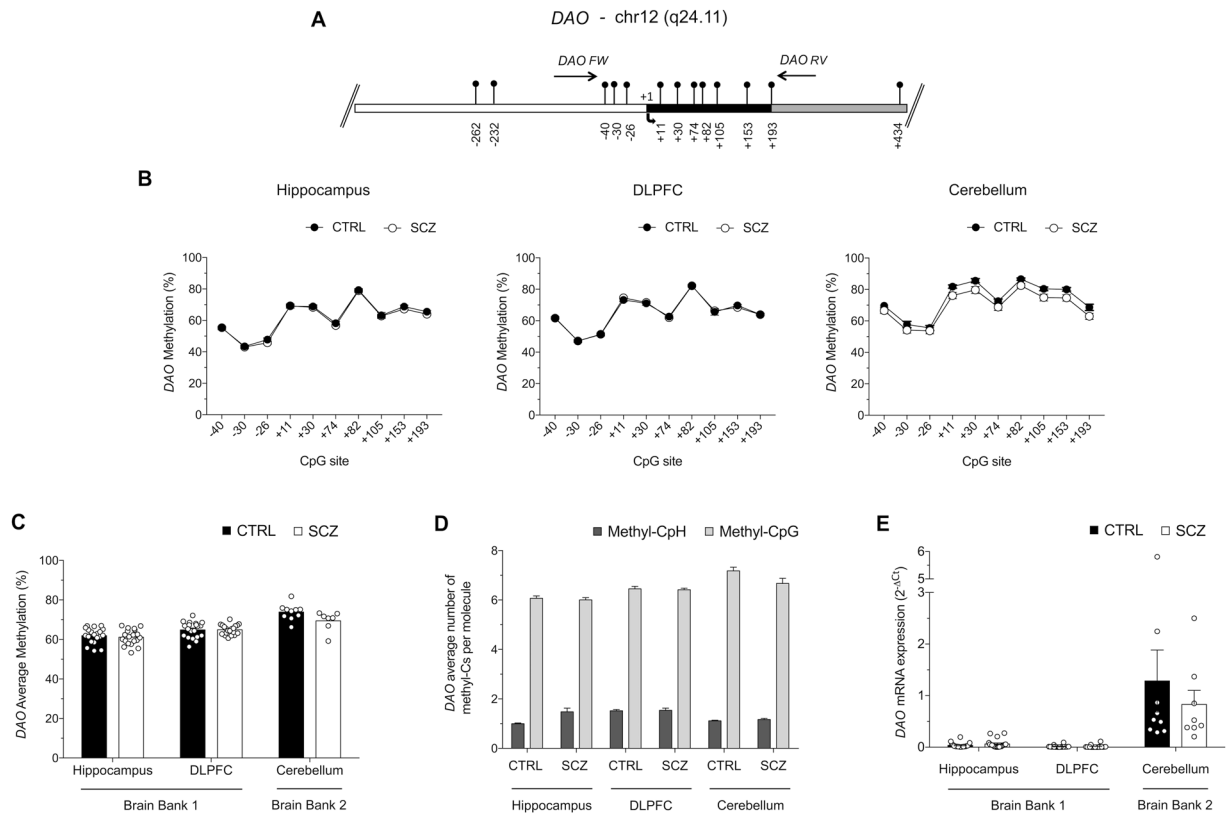 A
DAO - chr12 (q24.11)
DAO FW
DAO RV
+1
-262
-232
-40
-30
-26
+11
+30
+74
+82
+105
+153
+193
+434
B
Hippocampus
CTRL SCZ
DAO Methylation (%)
100
80
60
40
20
0
-40 -30 -26 +11 +30 +74 +82 +105 +153 +193
CpG site
DLPFC
CTRL SCZ
DAO Methylation (%)
100
80
60
40
20
0
-40 -30 -26 +11 +30 +74 +82 +105 +153 +193
CpG site
Cerebellum
CTRL SCZ
DAO Methylation (%)
100
80
60
40
20
0
-40 -30 -26 +11 +30 +74 +82 +105 +153 +193
CpG site
C
CTRL SCZ
DAO Average Methylation (%)
100
80
60
40
20
0
Hippocampus DLPFC Cerebellum
Brain Bank 1 Brain Bank 2
D
Methyl-CpH Methyl-CpG
DAO average number of
methyl-Cs per molecule
8
6
4
2
0
CTRL SCZ CTRL SCZ CTRL SCZ
Hippocampus DLPFC Cerebellum
E
CTRL SCZ
DAO mRNA expression (2-ΔCt)
6
5
3
2
1
0
Hippocampus DLPFC Cerebellum
Brain Bank 1 Brain Bank 2